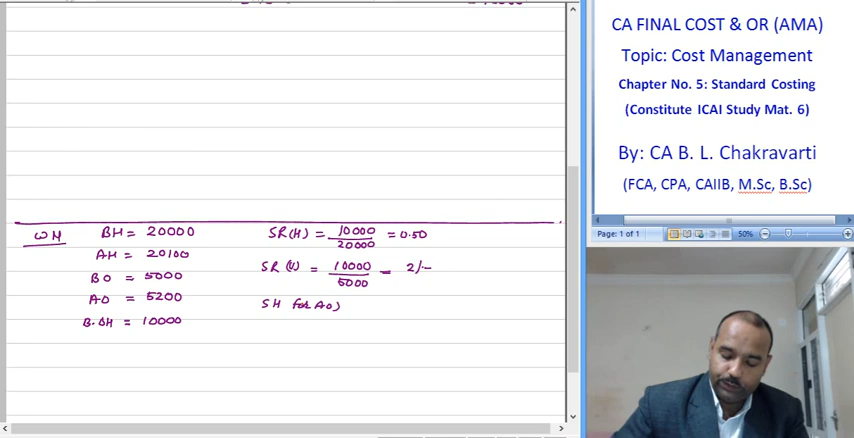 WN
BH = 20000
AH = 20100
BO = 5000
AO = 5200
B.OH = 10000
SR(H) = 10000 / 20000 = 0.50
SR(U) = 10000 / 5000 = 2/-
SH for AO)
CA FINAL COST & OR (AMA)
Topic: Cost Management
Chapter No. 5: Standard Costing
(Constitute ICAI Study Mat. 6)
By: CA B. L. Chakravarti
(FCA, CPA, CAIIB, M.Sc, B.Sc)
Page: 1 of 1
50%